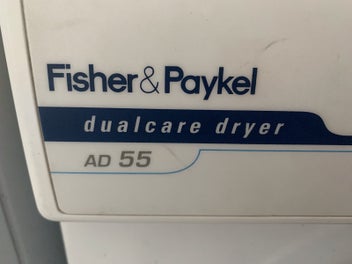 Fisher&Paykel
dualcare dryer
AD 55